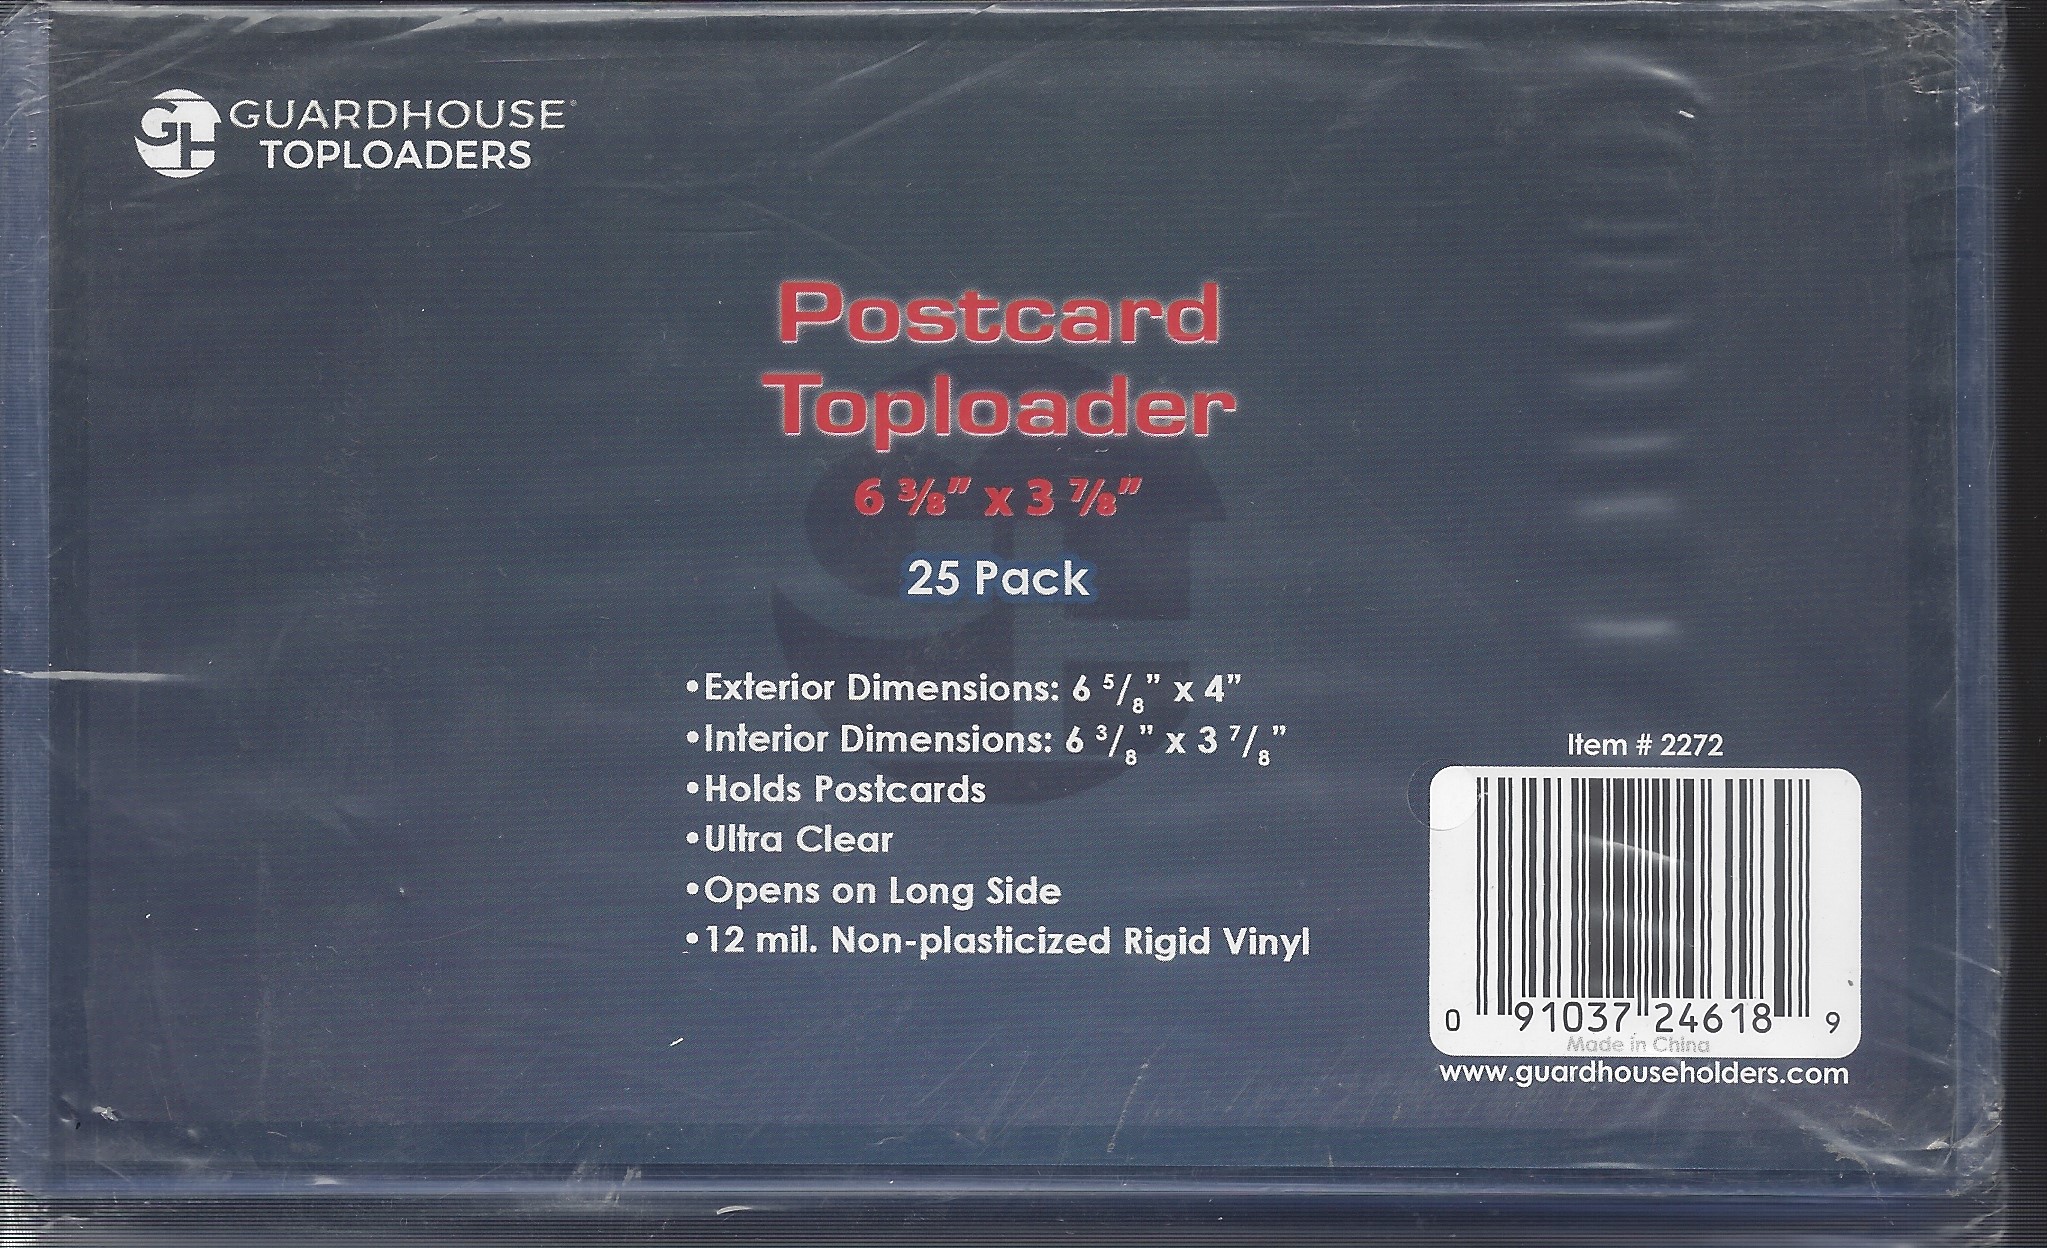 GUARDHOUSE®
TOPLOADERS
Postcard
Toploader
6 ⅜" x 3 ⅞"
25 Pack
•Exterior Dimensions: 6 5/8" x 4"
•Interior Dimensions: 6 3/8" x 3 7/8"
•Holds Postcards
•Ultra Clear
•Opens on Long Side
•12 mil. Non-plasticized Rigid Vinyl
Item # 2272
0 91037 24618 9
Made in China
www.guardhouseholders.com